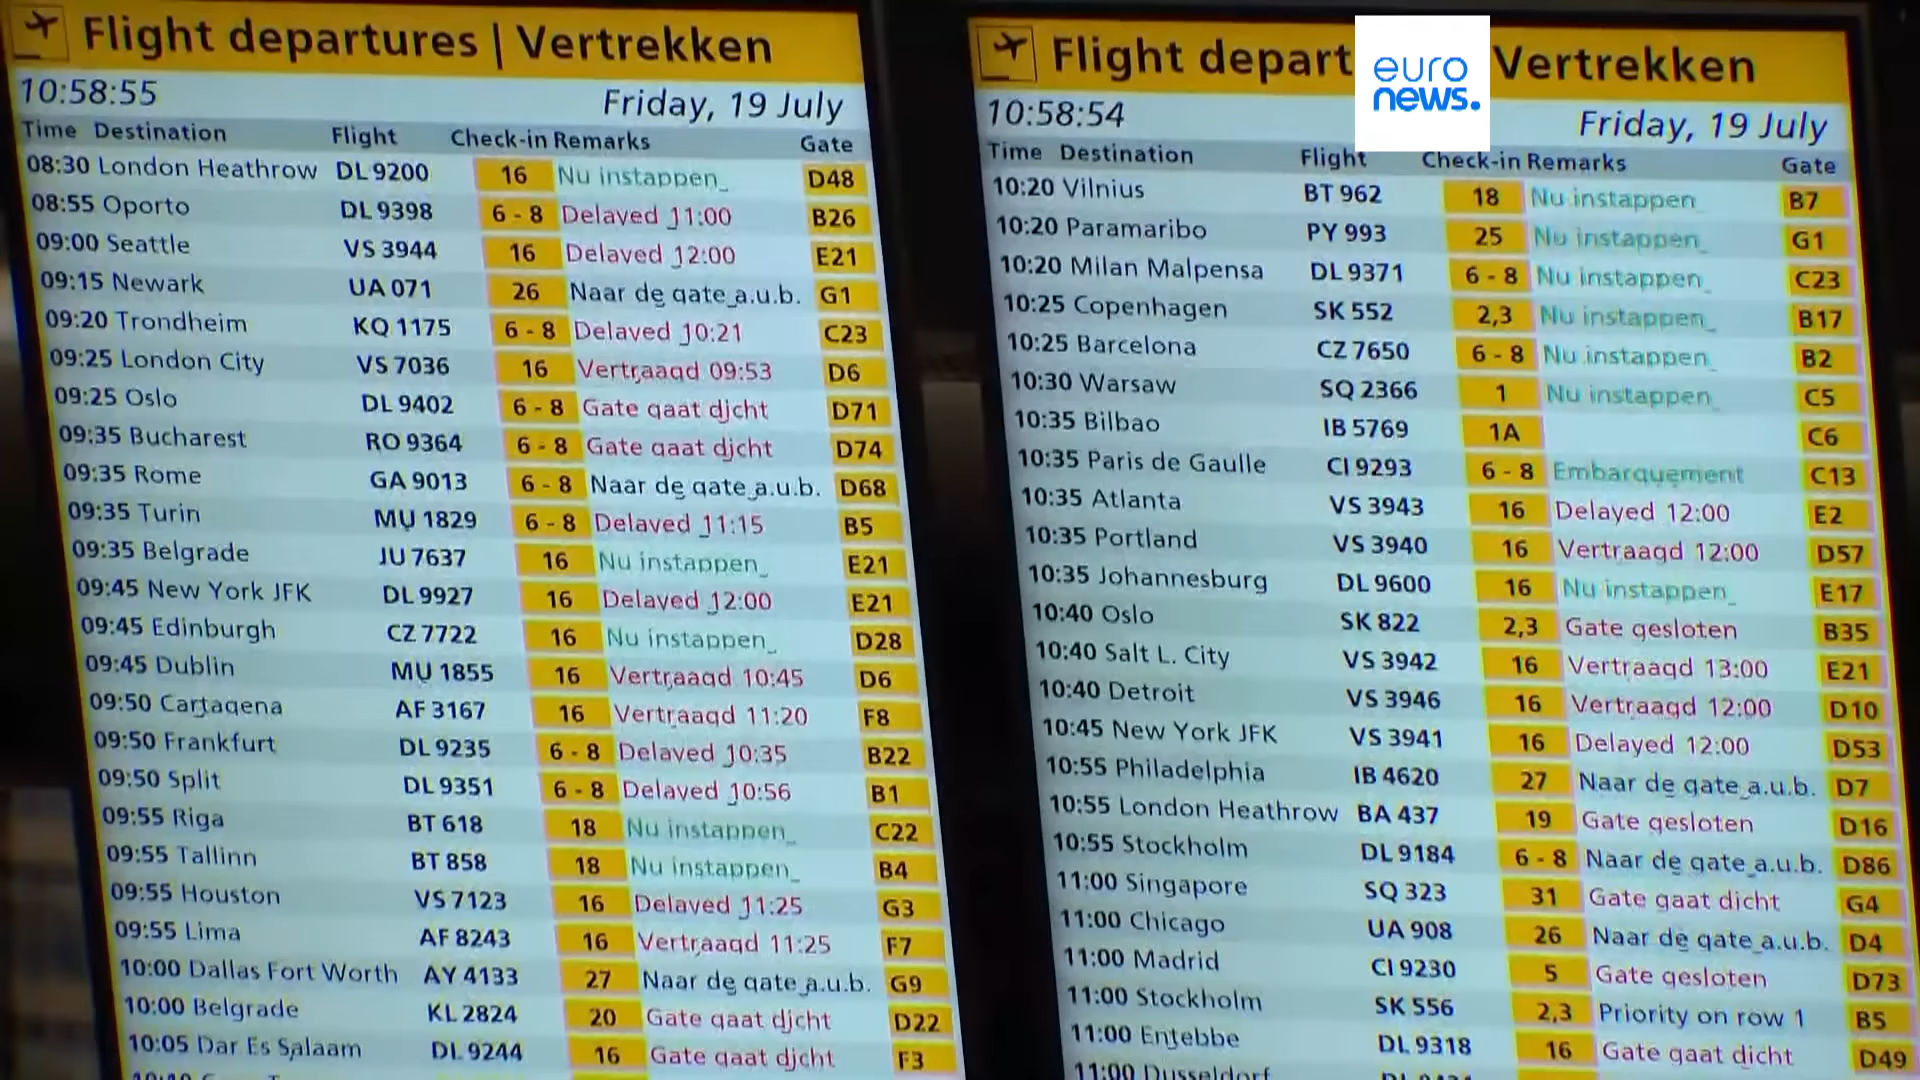 Flight departures | Vertrekken
10:58:55
Friday, 19 July
Time Destination Flight Check-in Remarks Gate
08:30 London Heathrow DL 9200 16 Nu instappen D48
08:55 Oporto DL 9398 6 - 8 Delayed 11:00 B26
09:00 Seattle VS 3944 16 Delayed 12:00 E21
09:15 Newark UA 071 26 Naar de gate a.u.b. G1
09:20 Trondheim KQ 1175 6 - 8 Delayed 10:21 C23
09:25 London City VS 7036 16 Vertraagd 09:53 D6
09:25 Oslo DL 9402 6 - 8 Gate gaat dicht D71
09:35 Bucharest RO 9364 6 - 8 Gate gaat dicht D74
09:35 Rome GA 9013 6 - 8 Naar de gate a.u.b. D68
09:35 Turin MU 1829 6 - 8 Delayed 11:15 B5
09:35 Belgrade JU 7637 16 Nu instappen E21
09:45 New York JFK DL 9927 16 Delayed 12:00 E21
09:45 Edinburgh CZ 7722 16 Nu instappen D28
09:45 Dublin MU 1855 16 Vertraagd 10:45 D6
09:50 Cartagena AF 3167 16 Vertraagd 11:20 F8
09:50 Frankfurt DL 9235 6 - 8 Delayed 10:35 B22
09:50 Split DL 9351 6 - 8 Delayed 10:56 B1
09:55 Riga BT 618 18 Nu instappen C22
09:55 Tallinn BT 858 18 Nu instappen B4
09:55 Houston VS 7123 16 Delayed 11:25 G3
09:55 Lima AF 8243 16 Vertraagd 11:25 F7
10:00 Dallas Fort Worth AY 4133 27 Naar de gate a.u.b. G9
10:00 Belgrade KL 2824 20 Gate gaat dicht D22
10:05 Dar Es Salaam DL 9244 16 Gate gaat dicht F3
Flight depart Vertrekken
euro
news.
10:58:54
Friday, 19 July
Time Destination Flight Check-in Remarks Gate
10:20 Vilnius BT 962 18 Nu instappen B7
10:20 Paramaribo PY 993 25 Nu instappen G1
10:20 Milan Malpensa DL 9371 6 - 8 Nu instappen C23
10:25 Copenhagen SK 552 2,3 Nu instappen B17
10:25 Barcelona CZ 7650 6 - 8 Nu instappen B2
10:30 Warsaw SQ 2366 1 Nu instappen C5
10:35 Bilbao IB 5769 1A C6
10:35 Paris de Gaulle CI 9293 6 - 8 Embarquement C13
10:35 Atlanta VS 3943 16 Delayed 12:00 E2
10:35 Portland VS 3940 16 Vertraagd 12:00 D57
10:35 Johannesburg DL 9600 16 Nu instappen E17
10:40 Oslo SK 822 2,3 Gate gesloten B35
10:40 Salt L. City VS 3942 16 Vertraagd 13:00 E21
10:40 Detroit VS 3946 16 Vertraagd 12:00 D10
10:45 New York JFK VS 3941 16 Delayed 12:00 D53
10:55 Philadelphia IB 4620 27 Naar de gate a.u.b. D7
10:55 London Heathrow BA 437 19 Gate gesloten D16
10:55 Stockholm DL 9184 6 - 8 Naar de gate a.u.b. D86
11:00 Singapore SQ 323 31 Gate gaat dicht G4
11:00 Chicago UA 908 26 Naar de gate a.u.b. D4
11:00 Madrid CI 9230 5 Gate gesloten D73
11:00 Stockholm SK 556 2,3 Priority on row 1 B5
11:00 Entebbe DL 9318 16 Gate gaat dicht D49
11:00 Dusseldorf